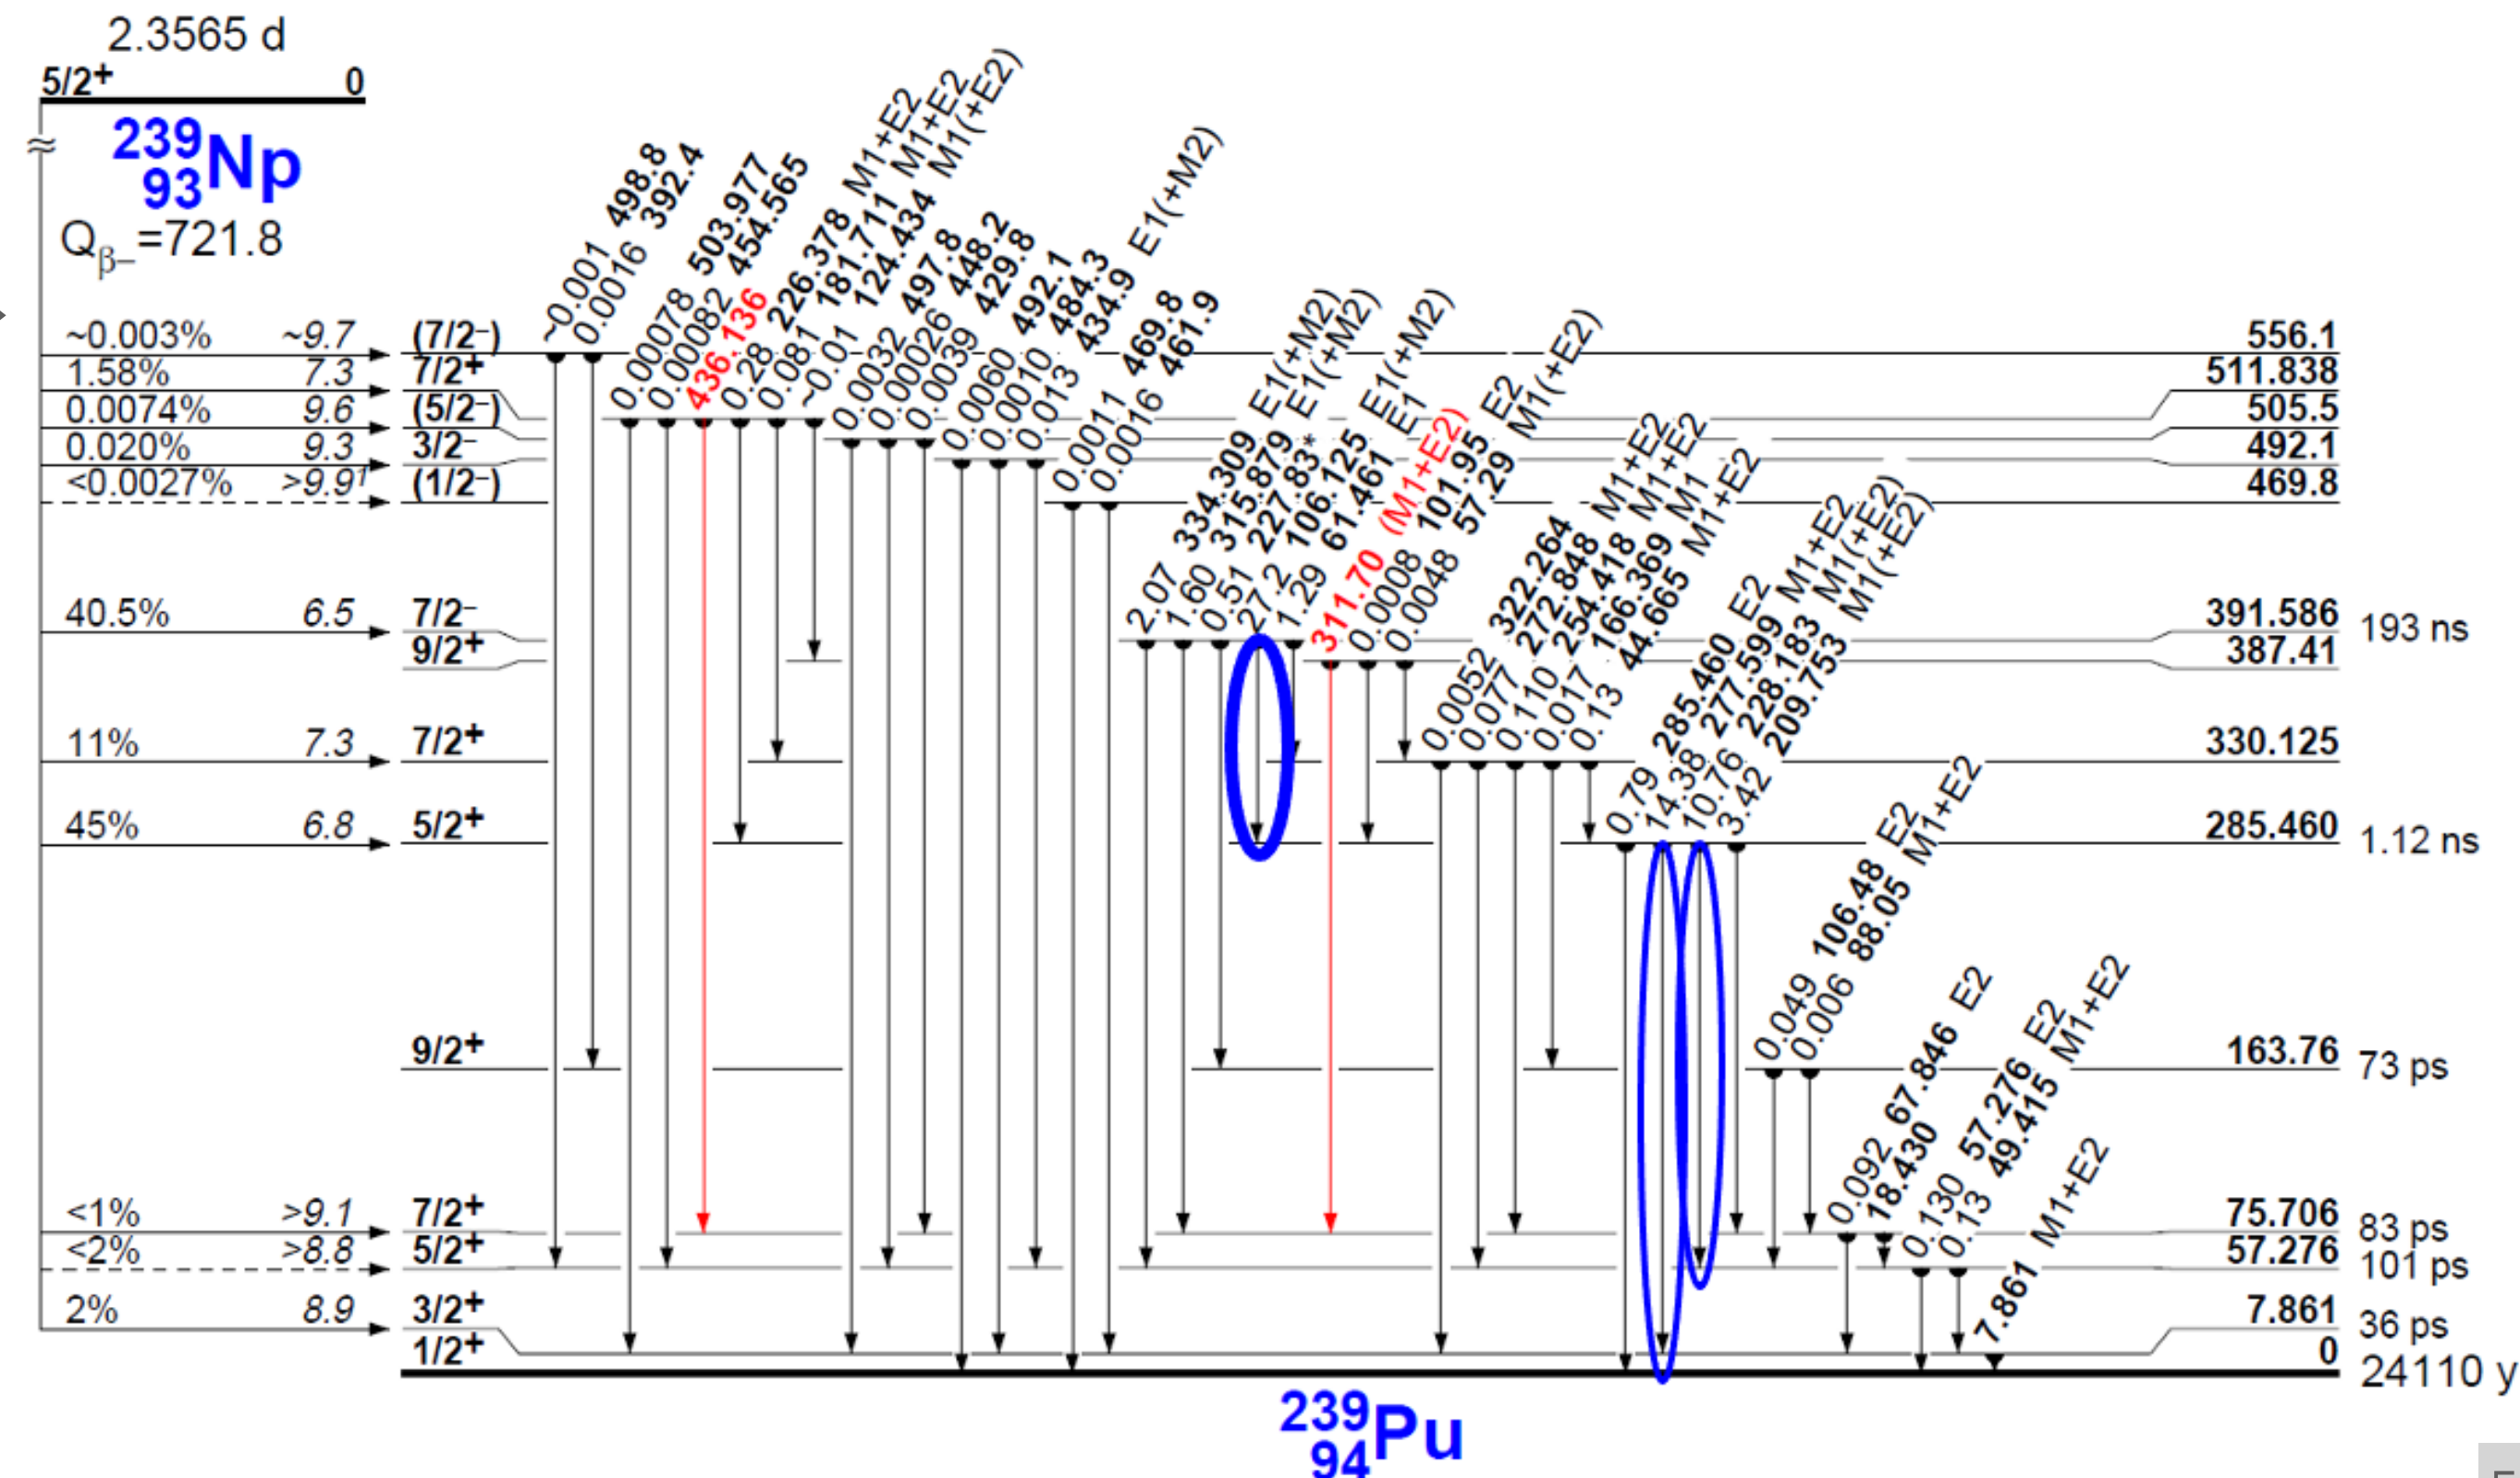 2.3565 d
5/2+ 0
239
93Np
Qβ−=721.8
~0.001 498.8
0.0016 392.4
0.00078 503.977
0.00082 454.565
436.136
0.28 226.378 M1+E2
0.081 181.711 M1+E2
~0.01 124.434 M1(+E2)
0.0032 497.8
0.00026 448.2
0.0039 429.8
0.0060 492.1
0.0010 484.3
0.013 434.9 E1(+M2)
0.0011 469.8
0.0016 461.9
2.07 334.309 E1(+M2)
1.60 315.879 E1(+M2)
0.51 227.83* E1(+M2)
27.2 106.125 E1(+M2)
1.29 61.461 E1
311.70 (M1+E2)
0.0008 101.95 E2
0.0048 57.29 M1(+E2)
0.0052 322.264
0.077 272.848 M1+E2
0.110 254.418 M1+E2
0.017 166.369 M1
0.13 44.665 M1+E2
0.79 285.460 E2
14.38 277.599 M1+E2
10.76 228.183 M1(+E2)
3.42 209.753 M1(+E2)
0.049 106.48 E2
0.006 88.05 M1+E2
0.092 67.846 E2
18.430
0.130 57.276 E2
0.13 49.415 M1+E2
7.861 M1+E2
~0.003% ~9.7 (7/2−) 556.1
1.58% 7.3 7/2+ 511.838
0.0074% 9.6 (5/2−) 505.5
0.020% 9.3 3/2− 492.1
<0.0027% >9.9¹ (1/2−) 469.8
40.5% 6.5 7/2− 391.586 193 ns
9/2+ 387.41
11% 7.3 7/2+ 330.125
45% 6.8 5/2+ 285.460 1.12 ns
9/2+ 163.76 73 ps
<1% >9.1 7/2+ 75.706 83 ps
<2% >8.8 5/2+ 57.276 101 ps
2% 8.9 3/2+ 7.861 36 ps
1/2+ 0 24110 y
239
94Pu